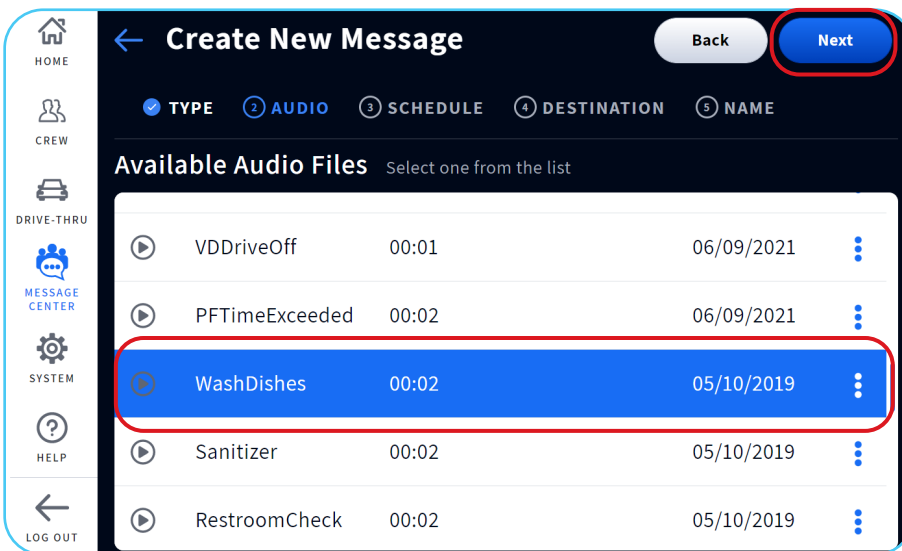 HOME
CREW
DRIVE-THRU
MESSAGE
CENTER
SYSTEM
HELP
LOG OUT
Create New Message
Back
Next
TYPE 2 AUDIO 3 SCHEDULE 4 DESTINATION 5 NAME
Available Audio Files Select one from the list
VDDriveOff 00:01 06/09/2021
PFTimeExceeded 00:02 06/09/2021
WashDishes 00:02 05/10/2019
Sanitizer 00:02 05/10/2019
RestroomCheck 00:02 05/10/2019